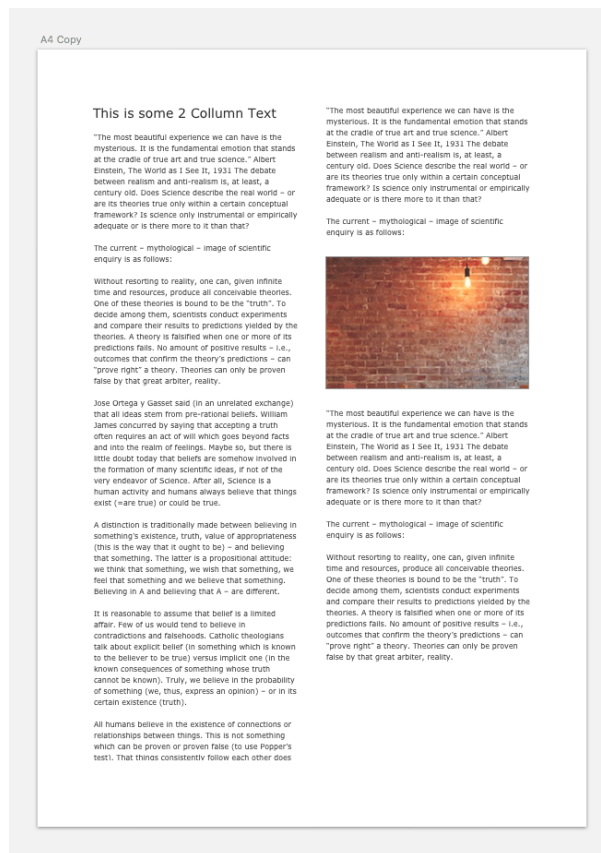 A4 Copy
This is some 2 Collumn Text
“The most beautiful experience we can have is the
mysterious. It is the fundamental emotion that stands
at the cradle of true art and true science.” Albert
Einstein, The World as I See It, 1931 The debate
between realism and anti-realism is, at least, a
century old. Does Science describe the real world – or
are its theories true only within a certain conceptual
framework? Is science only instrumental or empirically
adequate or is there more to it than that?
The current – mythological – image of scientific
enquiry is as follows:
Without resorting to reality, one can, given infinite
time and resources, produce all conceivable theories.
One of these theories is bound to be the “truth”. To
decide among them, scientists conduct experiments
and compare their results to predictions yielded by the
theories. A theory is falsified when one or more of its
predictions fails. No amount of positive results – i.e.,
outcomes that confirm the theory’s predictions – can
“prove right” a theory. Theories can only be proven
false by that great arbiter, reality.
Jose Ortega y Gasset said (in an unrelated exchange)
that all ideas stem from pre-rational beliefs. William
James concurred by saying that accepting a truth
often requires an act of will which goes beyond facts
and into the realm of feelings. Maybe so, but there is
little doubt today that beliefs are somehow involved in
the formation of many scientific ideas, if not of the
very endeavor of Science. After all, Science is a
human activity and humans always believe that things
exist (=are true) or could be true.
A distinction is traditionally made between believing in
something’s existence, truth, value of appropriateness
(this is the way that it ought to be) – and believing
that something. The latter is a propositional attitude:
we think that something, we wish that something, we
feel that something and we believe that something.
Believing in A and believing that A – are different.
It is reasonable to assume that belief is a limited
affair. Few of us would tend to believe in
contradictions and falsehoods. Catholic theologians
talk about explicit belief (in something which is known
to the believer to be true) versus implicit one (in the
known consequences of something whose truth
cannot be known). Truly, we believe in the probability
of something (we, thus, express an opinion) – or in its
certain existence (truth).
All humans believe in the existence of connections or
relationships between things. This is not something
which can be proven or proven false (to use Popper’s
test). That things consistently follow each other does
“The most beautiful experience we can have is the
mysterious. It is the fundamental emotion that stands
at the cradle of true art and true science.” Albert
Einstein, The World as I See It, 1931 The debate
between realism and anti-realism is, at least, a
century old. Does Science describe the real world – or
are its theories true only within a certain conceptual
framework? Is science only instrumental or empirically
adequate or is there more to it than that?
The current – mythological – image of scientific
enquiry is as follows:
“The most beautiful experience we can have is the
mysterious. It is the fundamental emotion that stands
at the cradle of true art and true science.” Albert
Einstein, The World as I See It, 1931 The debate
between realism and anti-realism is, at least, a
century old. Does Science describe the real world – or
are its theories true only within a certain conceptual
framework? Is science only instrumental or empirically
adequate or is there more to it than that?
The current – mythological – image of scientific
enquiry is as follows:
Without resorting to reality, one can, given infinite
time and resources, produce all conceivable theories.
One of these theories is bound to be the “truth”. To
decide among them, scientists conduct experiments
and compare their results to predictions yielded by the
theories. A theory is falsified when one or more of its
predictions fails. No amount of positive results – i.e.,
outcomes that confirm the theory’s predictions – can
“prove right” a theory. Theories can only be proven
false by that great arbiter, reality.